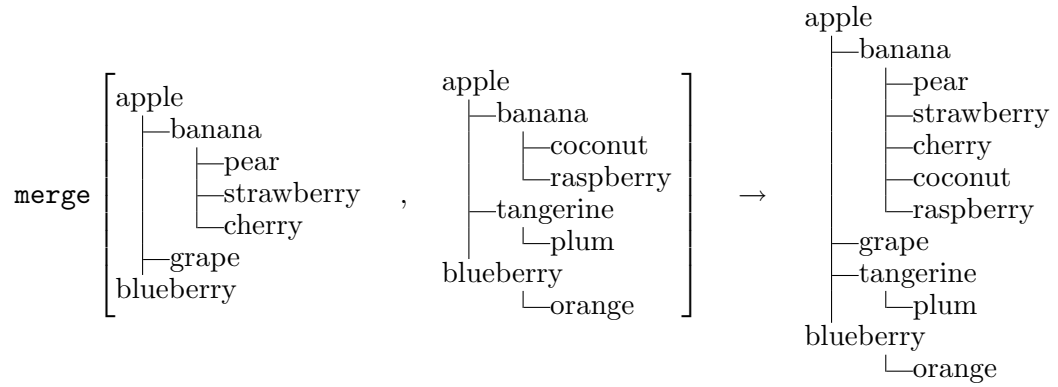 merge
apple
banana
pear
strawberry
cherry
grape
blueberry
,
apple
banana
coconut
raspberry
tangerine
plum
blueberry
orange
→
apple
banana
pear
strawberry
cherry
coconut
raspberry
grape
tangerine
plum
blueberry
orange